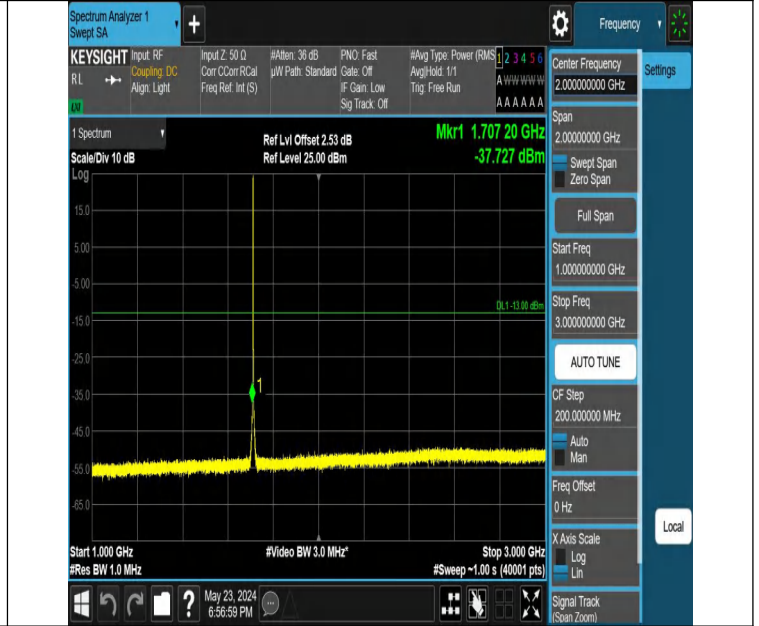 Spectrum Analyzer 1
Swept SA
Frequency
KEYSIGHT
RL
Input: RF
Coupling: DC
Align: Light
Input Z: 50 Ω
Corr CCorr RCal
Freq Ref: Int (S)
#Atten: 36 dB
µW Path: Standard
PNO: Fast
Gate: Off
IF Gain: Low
Sig Track: Off
#Avg Type: Power (RMS
Avg|Hold: 1/1
Trig: Free Run
1 2 3 4 5 6
A W W W W W
A A A A A A
1 Spectrum
Scale/Div 10 dB
Log
Ref Lvl Offset 2.53 dB
Ref Level 25.00 dBm
Mkr1 1.707 20 GHz
-37.727 dBm
15.0
5.00
-5.00
-15.0
-25.0
-35.0
-45.0
-55.0
-65.0
DL1 -13.00 dBm
1
Start 1.000 GHz
#Res BW 1.0 MHz
#Video BW 3.0 MHz*
Stop 3.000 GHz
#Sweep ~1.00 s (40001 pts)
Center Frequency
2.000000000 GHz
Settings
Span
2.00000000 GHz
Swept Span
Zero Span
Full Span
Start Freq
1.000000000 GHz
Stop Freq
3.000000000 GHz
AUTO TUNE
CF Step
200.000000 MHz
Auto
Man
Freq Offset
0 Hz
X Axis Scale
Log
Lin
Local
Signal Track
(Span Zoom)
?
May 23, 2024
6:56:59 PM